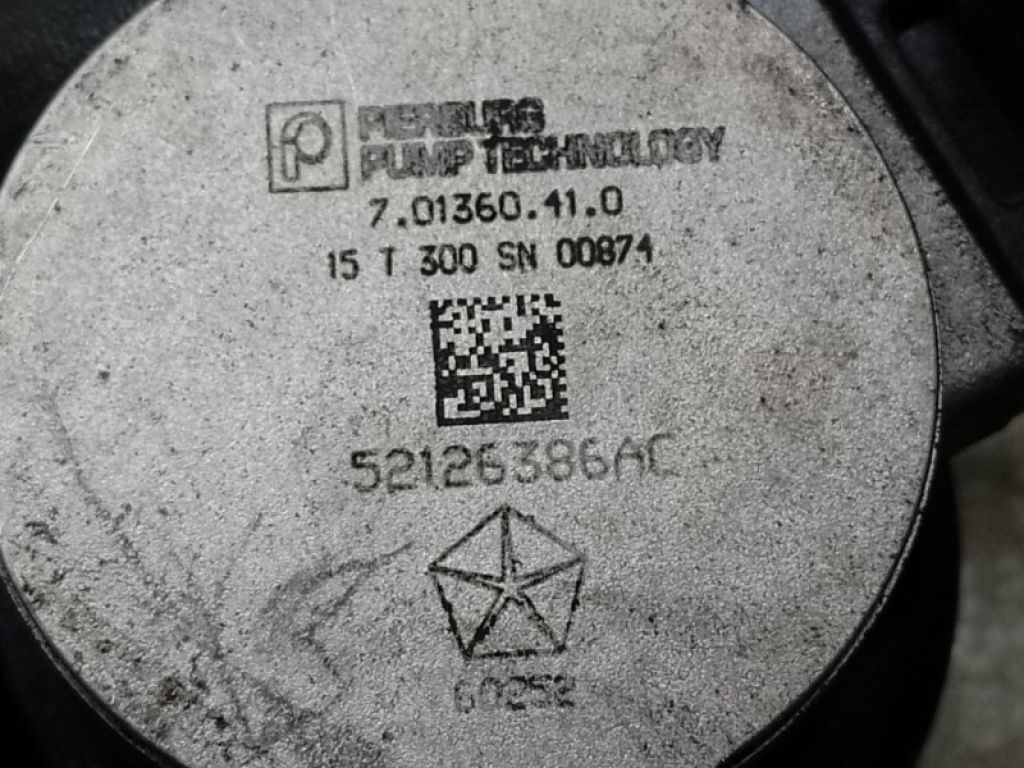 PIERBURG
PUMP TECHNOLOGY
7.01360.41.0
15 T 300 SN 00874
52126386AC
60252